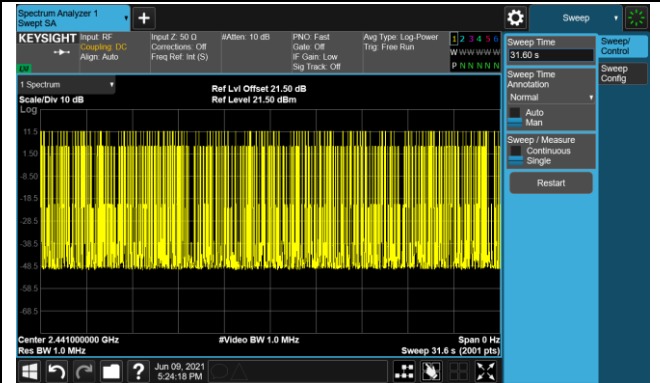 Spectrum Analyzer 1
Swept SA
Sweep
KEYSIGHT
Input: RF
Coupling: DC
Align: Auto
Input Z: 50 Ω
Corrections: Off
Freq Ref: Int (S)
#Atten: 10 dB
PNO: Fast
Gate: Off
IF Gain: Low
Sig Track: Off
Avg Type: Log-Power
Trig: Free Run
1 2 3 4 5 6
W W W W W W
P N N N N N
1 Spectrum
Scale/Div 10 dB
Log
Ref Lvl Offset 21.50 dB
Ref Level 21.50 dBm
11.5
1.50
-8.50
-18.5
-28.5
-38.5
-48.5
-58.5
-68.5
Center 2.441000000 GHz
Res BW 1.0 MHz
#Video BW 1.0 MHz
Span 0 Hz
Sweep 31.6 s (2001 pts)
Sweep Time
31.60 s
Sweep Time
Annotation
Normal
Auto
Man
Sweep / Measure
Continuous
Single
Restart
Sweep/
Control
Sweep
Config
?
Jun 09, 2021
5:24:18 PM